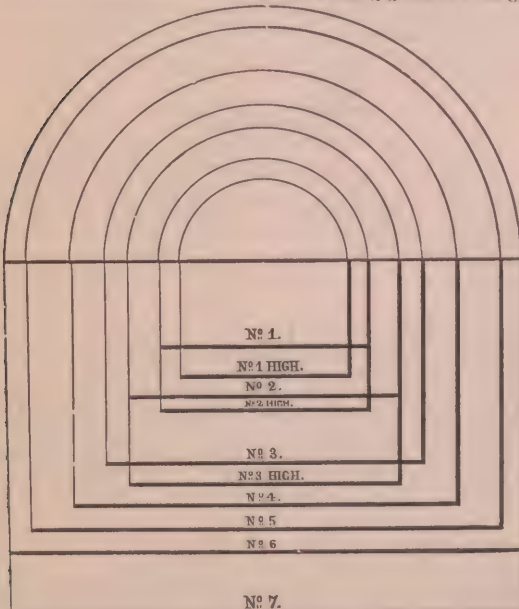 Nº 1.
Nº 1 HIGH.
Nº 2.
Nº 2 HIGH.
Nº 3.
Nº 3 HIGH.
Nº 4.
Nº 5
Nº 6
Nº 7.